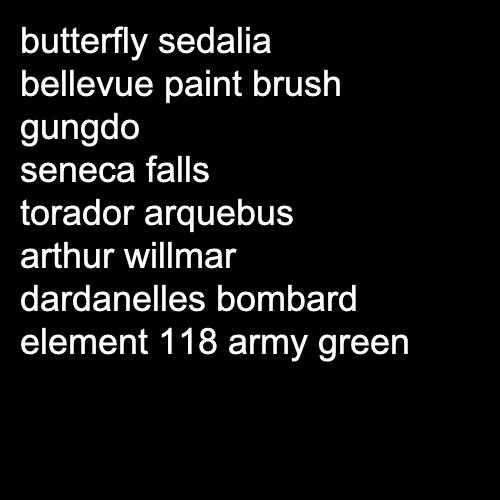 butterfly sedalia
bellevue paint brush
gungdo
seneca falls
torador arquebus
arthur willmar
dardanelles bombard
element 118 army green